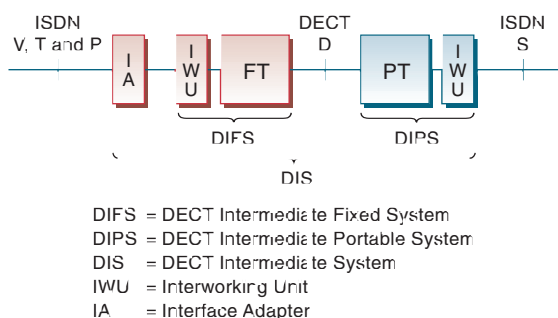 ISDN
V, T and P
DECT
D
ISDN
S
IA
IWU
FT
PT
IWU
DIFS
DIPS
DIS
DIFS = DECT Intermediate Fixed System
DIPS = DECT Intermediate Portable System
DIS = DECT Intermediate System
IWU = Interworking Unit
IA = Interface Adapter